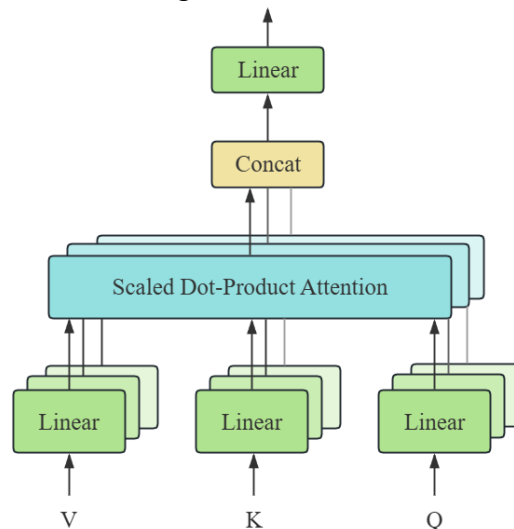 Linear
Concat
Scaled Dot-Product Attention
Linear Linear Linear
V K Q